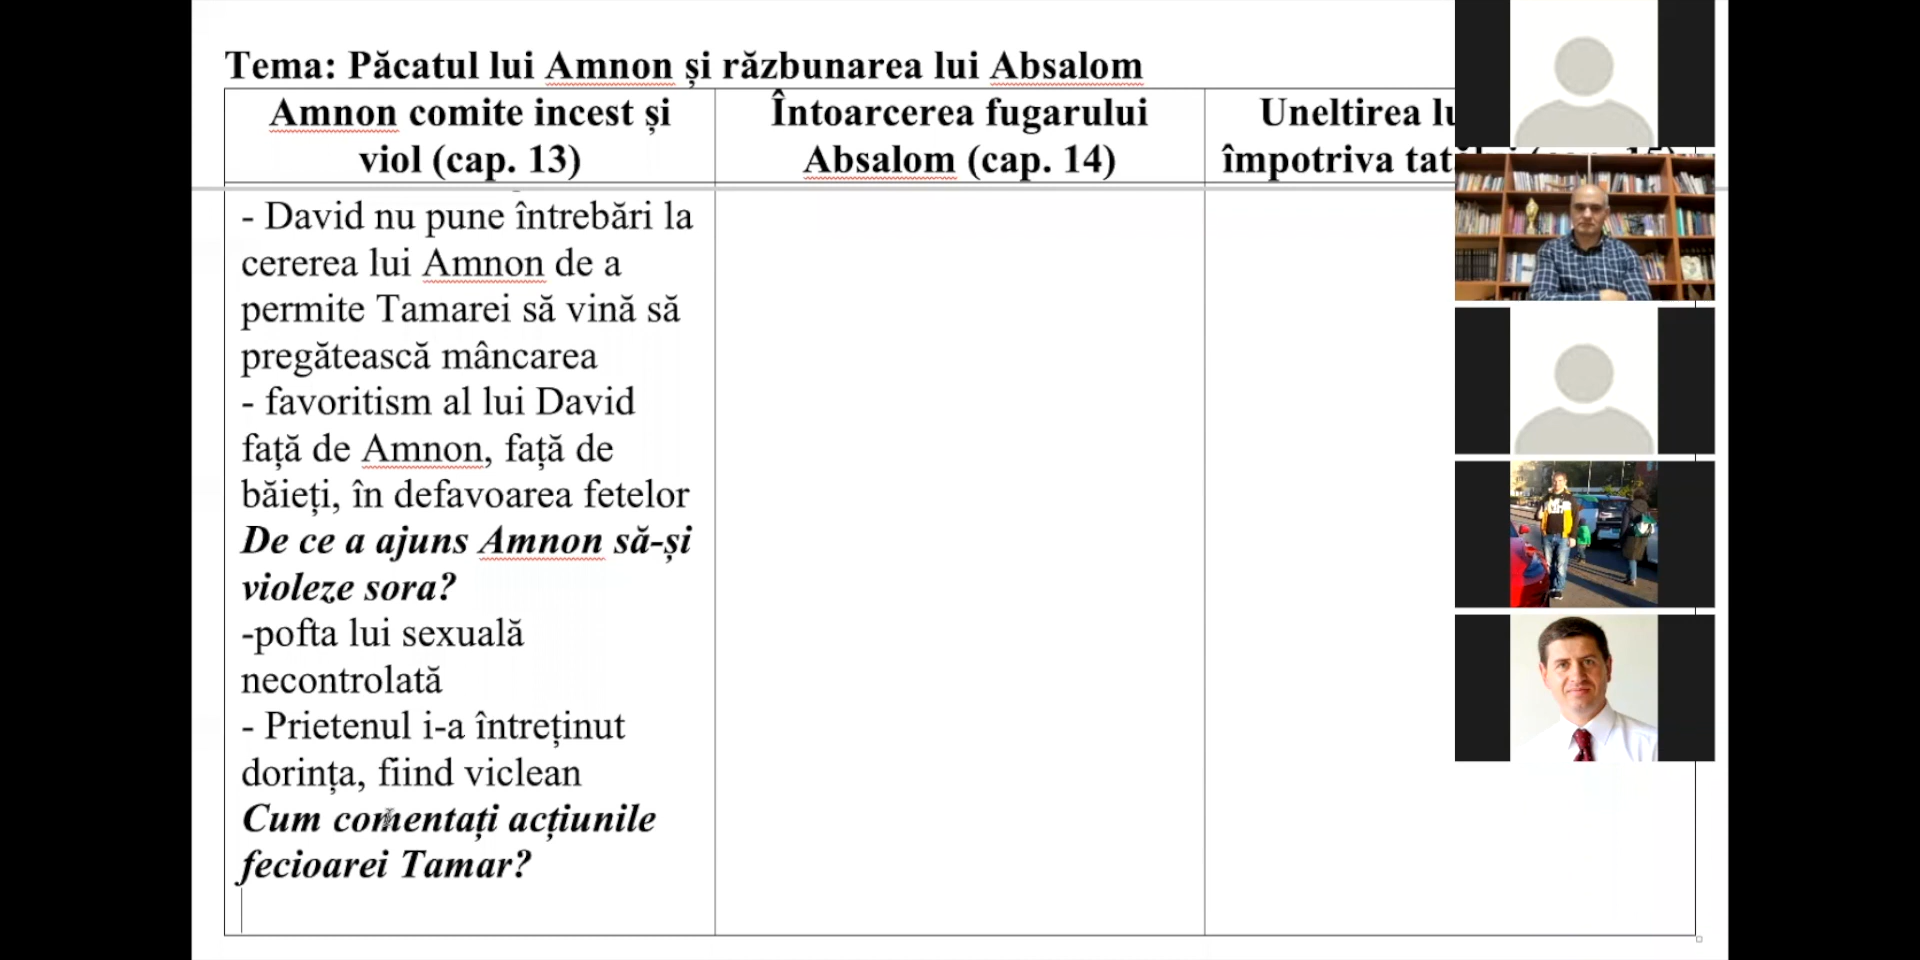 Tema: Păcatul lui Amnon și răzbunarea lui Absalom
Amnon comite incest și
viol (cap. 13)
Întoarcerea fugarului
Absalom (cap. 14)
Uneltirea
împotriva
- David nu pune întrebări la
cererea lui Amnon de a
permite Tamarei să vină să
pregătească mâncarea
- favoritism al lui David
față de Amnon, față de
băieți, în defavoarea fetelor
De ce a ajuns Amnon să-și
violeze sora?
-pofta lui sexuală
necontrolată
- Prietenul i-a întreținut
dorința, fiind viclean
Cum comentați acțiunile
fecioarei Tamar?